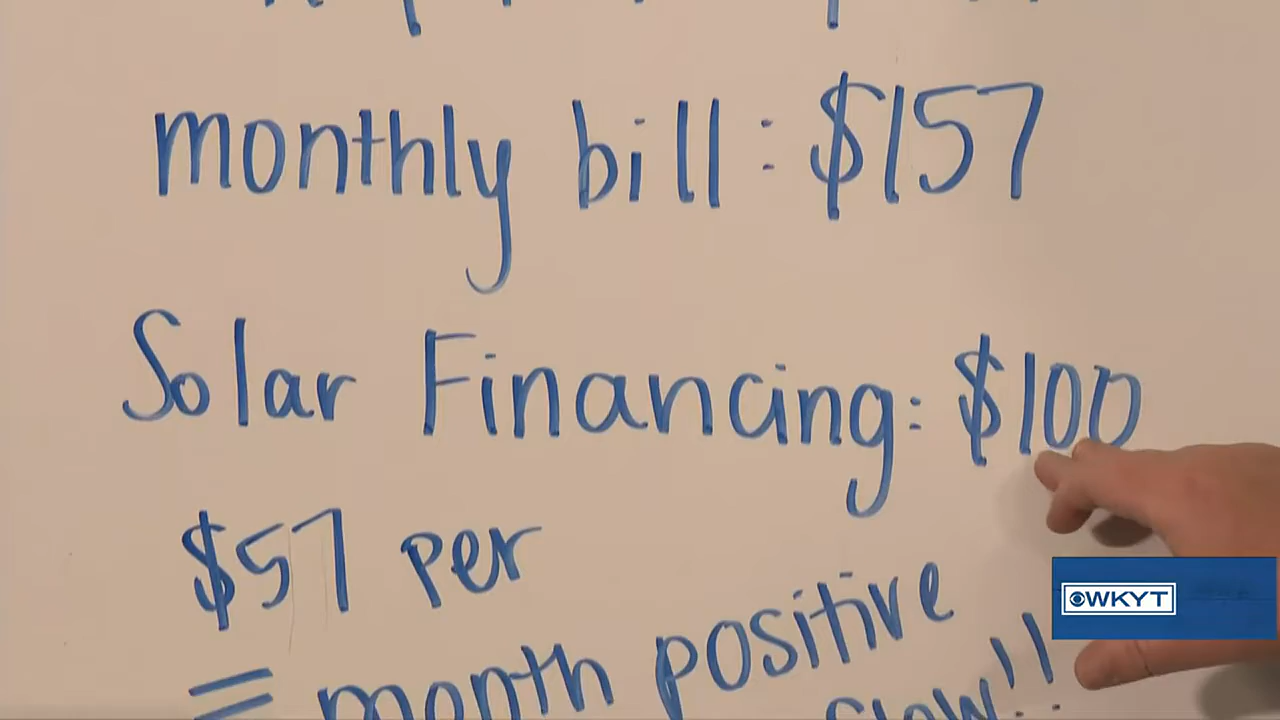 monthly bill: $157
Solar Financing: $100
$57 per
= month positive
WKYT